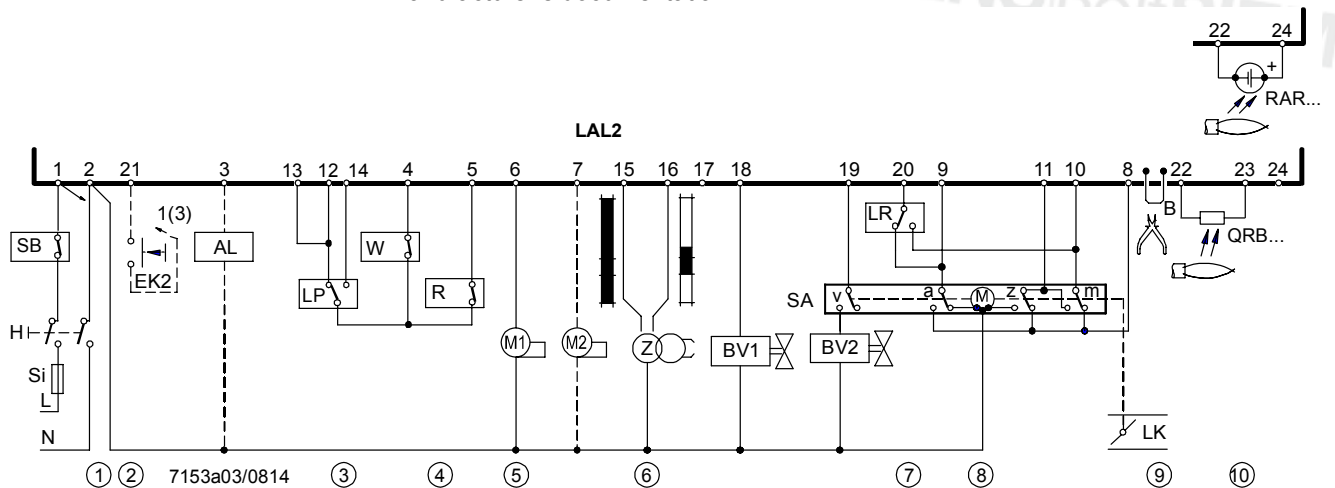 22 24
+
RAR...
LAL2
1 2 21 3 13 12 14 4 5 6 7 15 16 17 18 19 20 9 11 10 8 22 23 24
1(3)
B
LR
SB AL W QRB...
EK2
LP R SA v a M z m
H
M1 M2 Z BV1 BV2
Si
L
LK
N
① ② 7153a03/0814 ③ ④ ⑤ ⑥ ⑦ ⑧ ⑨ ⑩